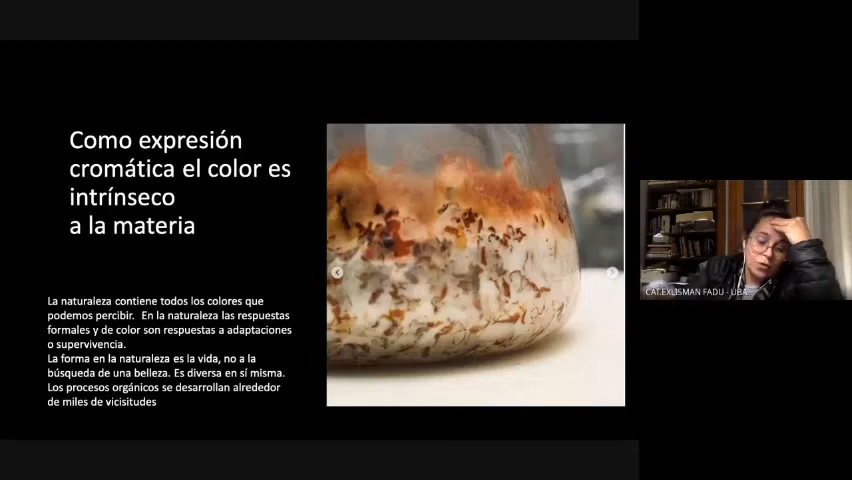 Como expresión
cromática el color es
intrínseco
a la materia
La naturaleza contiene todos los colores que
podemos percibir. En la naturaleza las respuestas
formales y de color son respuestas a adaptaciones
o supervivencia.
La forma en la naturaleza es la vida, no a la
búsqueda de una belleza. Es diversa en sí misma.
Los procesos orgánicos se desarrollan alrededor
de miles de vicisitudes
CAT.EXLISMAN FADU - UBA